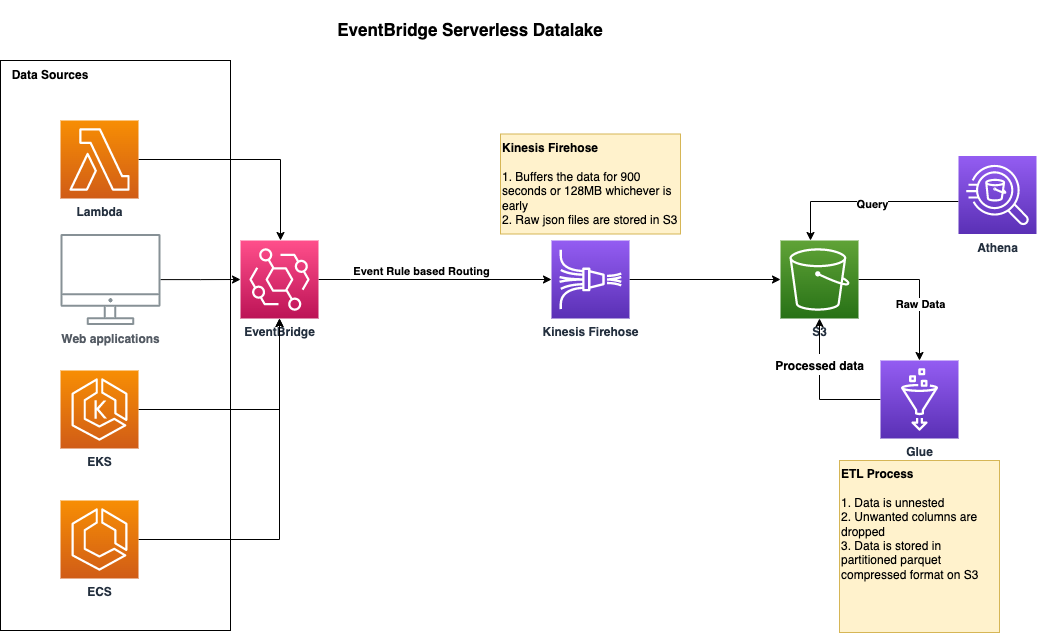 EventBridge Serverless Datalake
Data Sources
Lambda
Web applications
EKS
K
ECS
EventBridge
Event Rule based Routing
Kinesis Firehose
1. Buffers the data for 900
seconds or 128MB whichever is
early
2. Raw json files are stored in S3
Kinesis Firehose
S3
Query
Athena
Raw Data
Processed data
Glue
ETL Process
1. Data is unnested
2. Unwanted columns are
dropped
3. Data is stored in
partitioned parquet
compressed format on S3